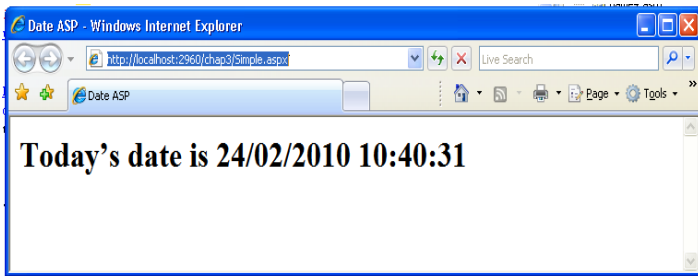 Date ASP - Windows Internet Explorer
http://localhost:2960/chap3/Simple.aspx
Live Search
Date ASP
Page
Tools
Today's date is 24/02/2010 10:40:31